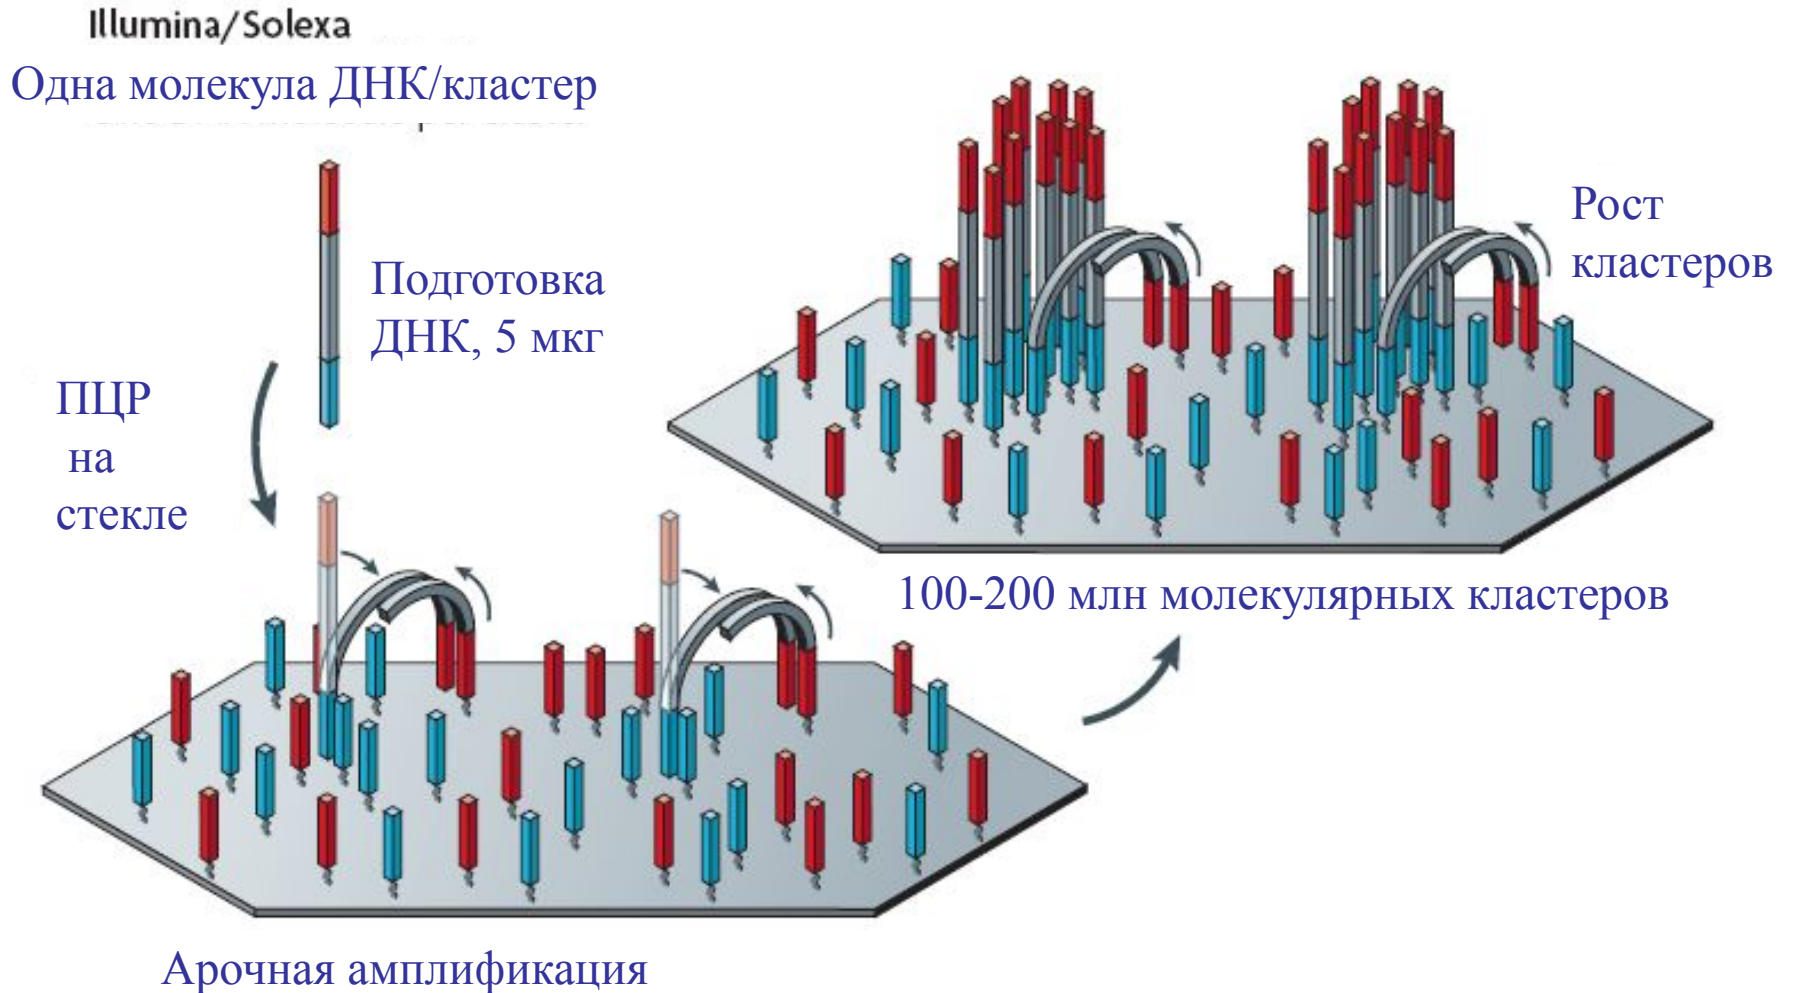 Illumina/Solexa
Одна молекула ДНК/кластер
Подготовка
ДНК, 5 мкг
ПЦР
на
стекле
Арочная амплификация
Рост
кластеров
100-200 млн молекулярных кластеров